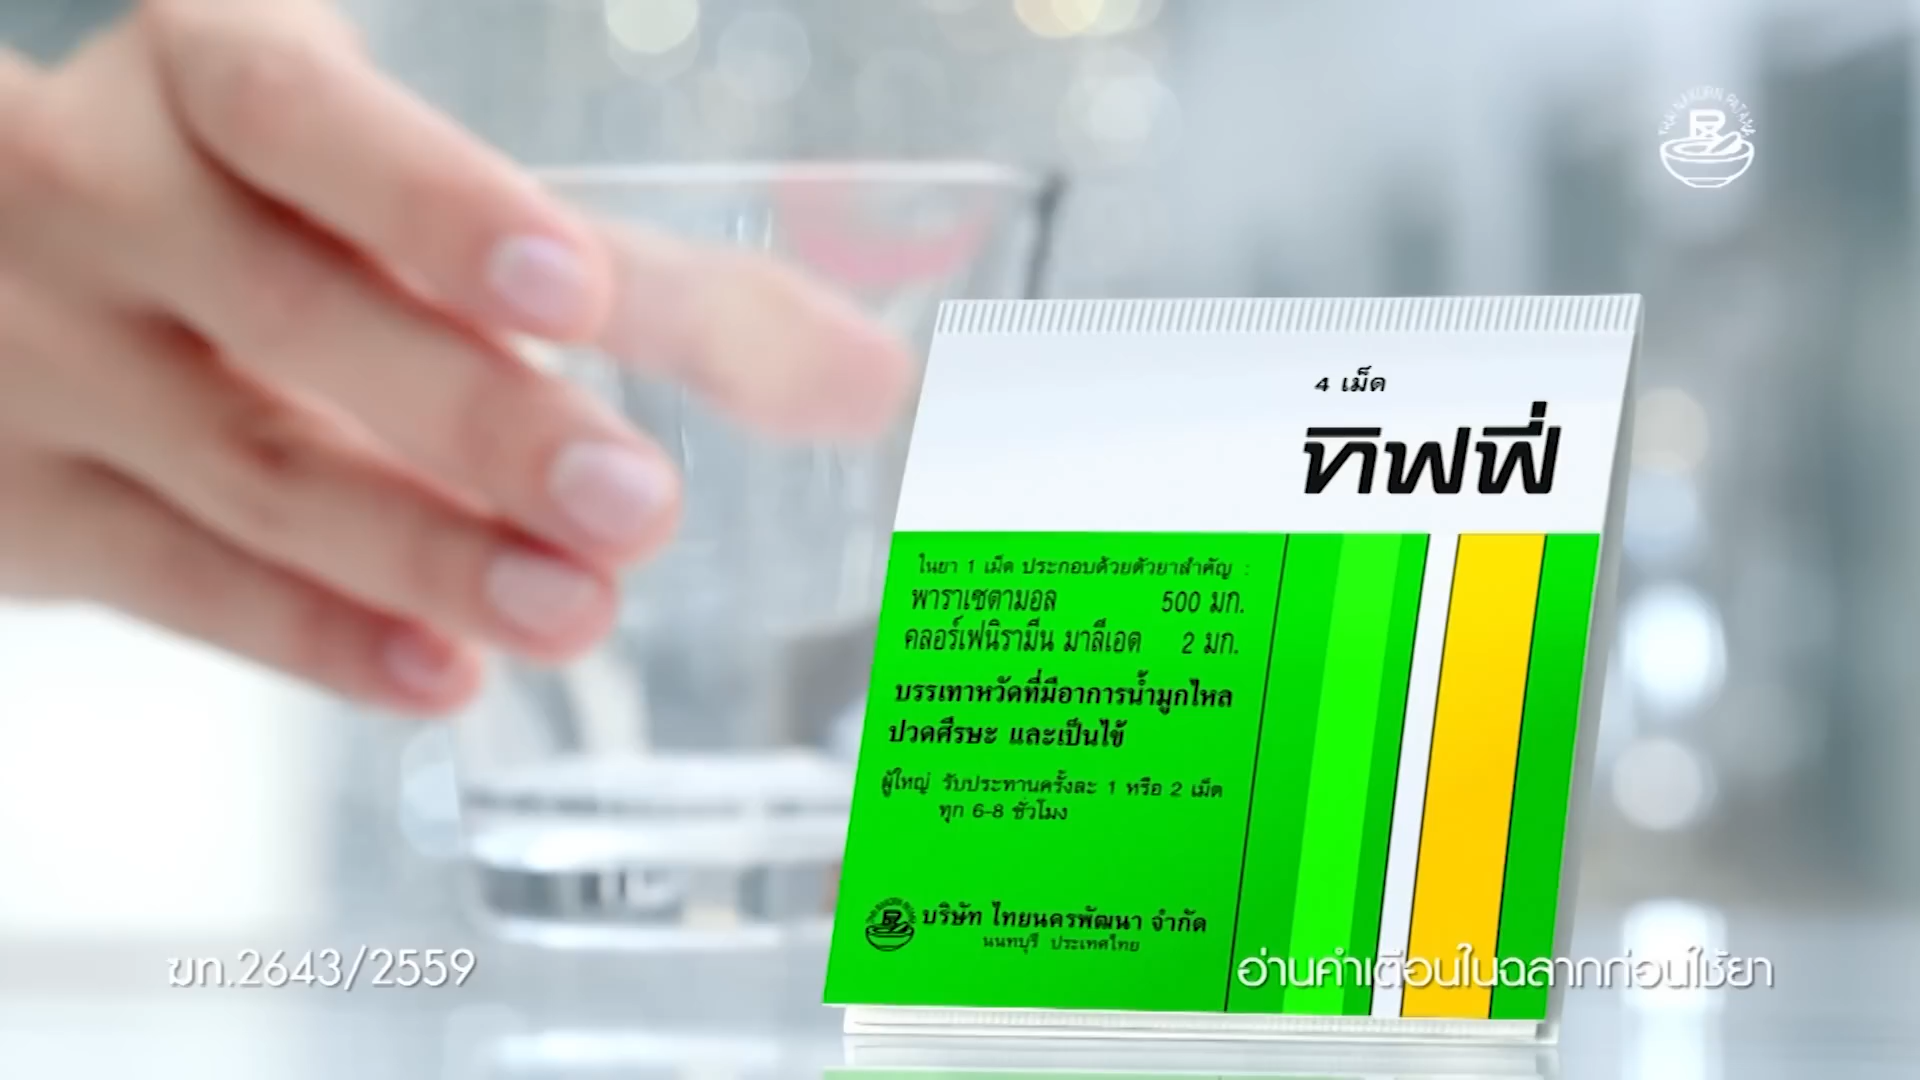 THAI NAKORN PATANA
4 เม็ด
ทิฟฟี่
ในยา 1 เม็ด ประกอบด้วยตัวยาสำคัญ :
พาราเซตามอล 500 มก.
คลอร์เฟนิรามีน มาลีเอต 2 มก.
บรรเทาหวัดที่มีอาการน้ำมูกไหล
ปวดศีรษะ และเป็นไข้
ผู้ใหญ่ รับประทานครั้งละ 1 หรือ 2 เม็ด
ทุก 6-8 ชั่วโมง
บริษัท ไทยนครพัฒนา จำกัด
นนทบุรี ประเทศไทย
ฆท.2643/2559
อ่านคำเตือนในฉลากก่อนใช้ยา